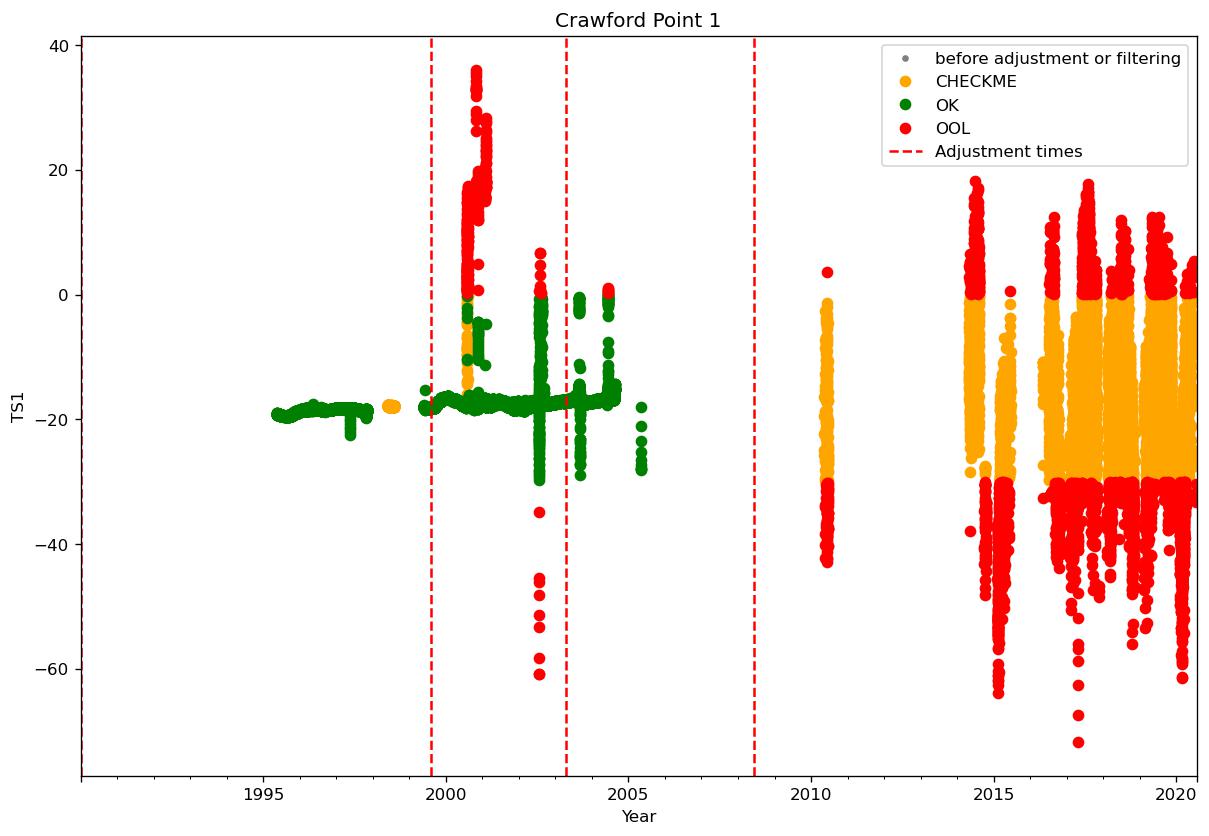 Crawford Point 1
before adjustment or filtering
CHECKME
OK
OOL
Adjustment times
TS1
40
20
0
−20
−40
−60
1995
2000
2005
2010
2015
2020
Year